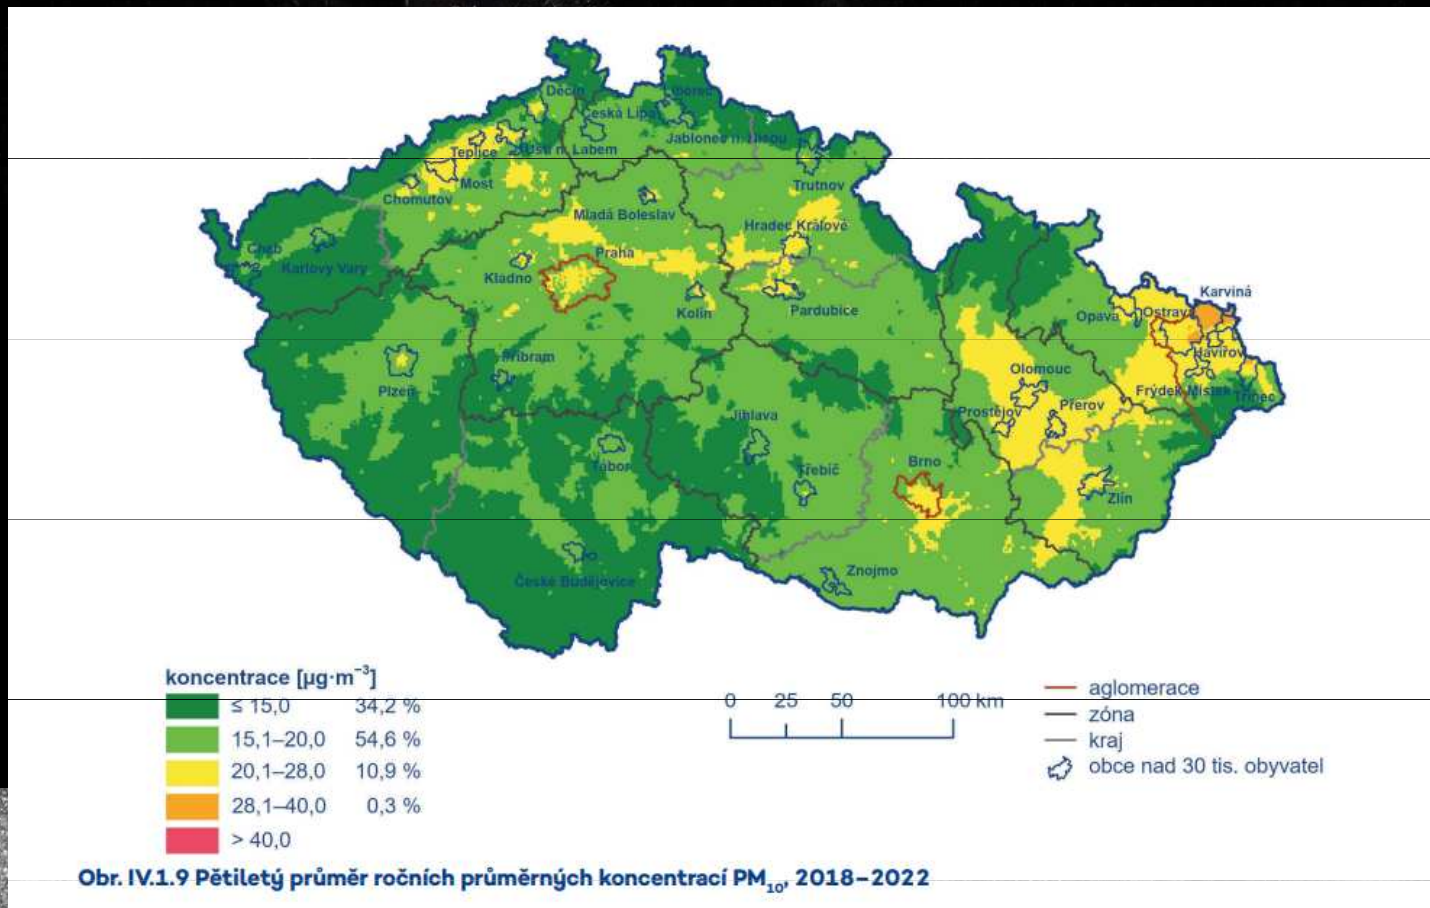 Děčín
Liberec
Česká Lípa
Jablonec n. Nisou
Ústí n. Labem
Teplice
Most
Chomutov
Trutnov
Mladá Boleslav
Hradec Králové
Cheb
Karlovy Vary
Praha
Kladno
Kolín
Pardubice
Karviná
Opava
Ostrava
Havířov
Příbram
Plzeň
Olomouc
Frýdek Místek
Třinec
Prostějov
Přerov
Jihlava
Tábor
Třebíč
Brno
Zlín
České Budějovice
Znojmo
koncentrace [µg·m⁻³]
≤ 15,0 34,2 %
15,1–20,0 54,6 %
20,1–28,0 10,9 %
28,1–40,0 0,3 %
> 40,0
0 25 50 100 km
aglomerace
zóna
kraj
obce nad 30 tis. obyvatel
Obr. IV.1.9 Pětiletý průměr ročních průměrných koncentrací PM₁₀, 2018–2022